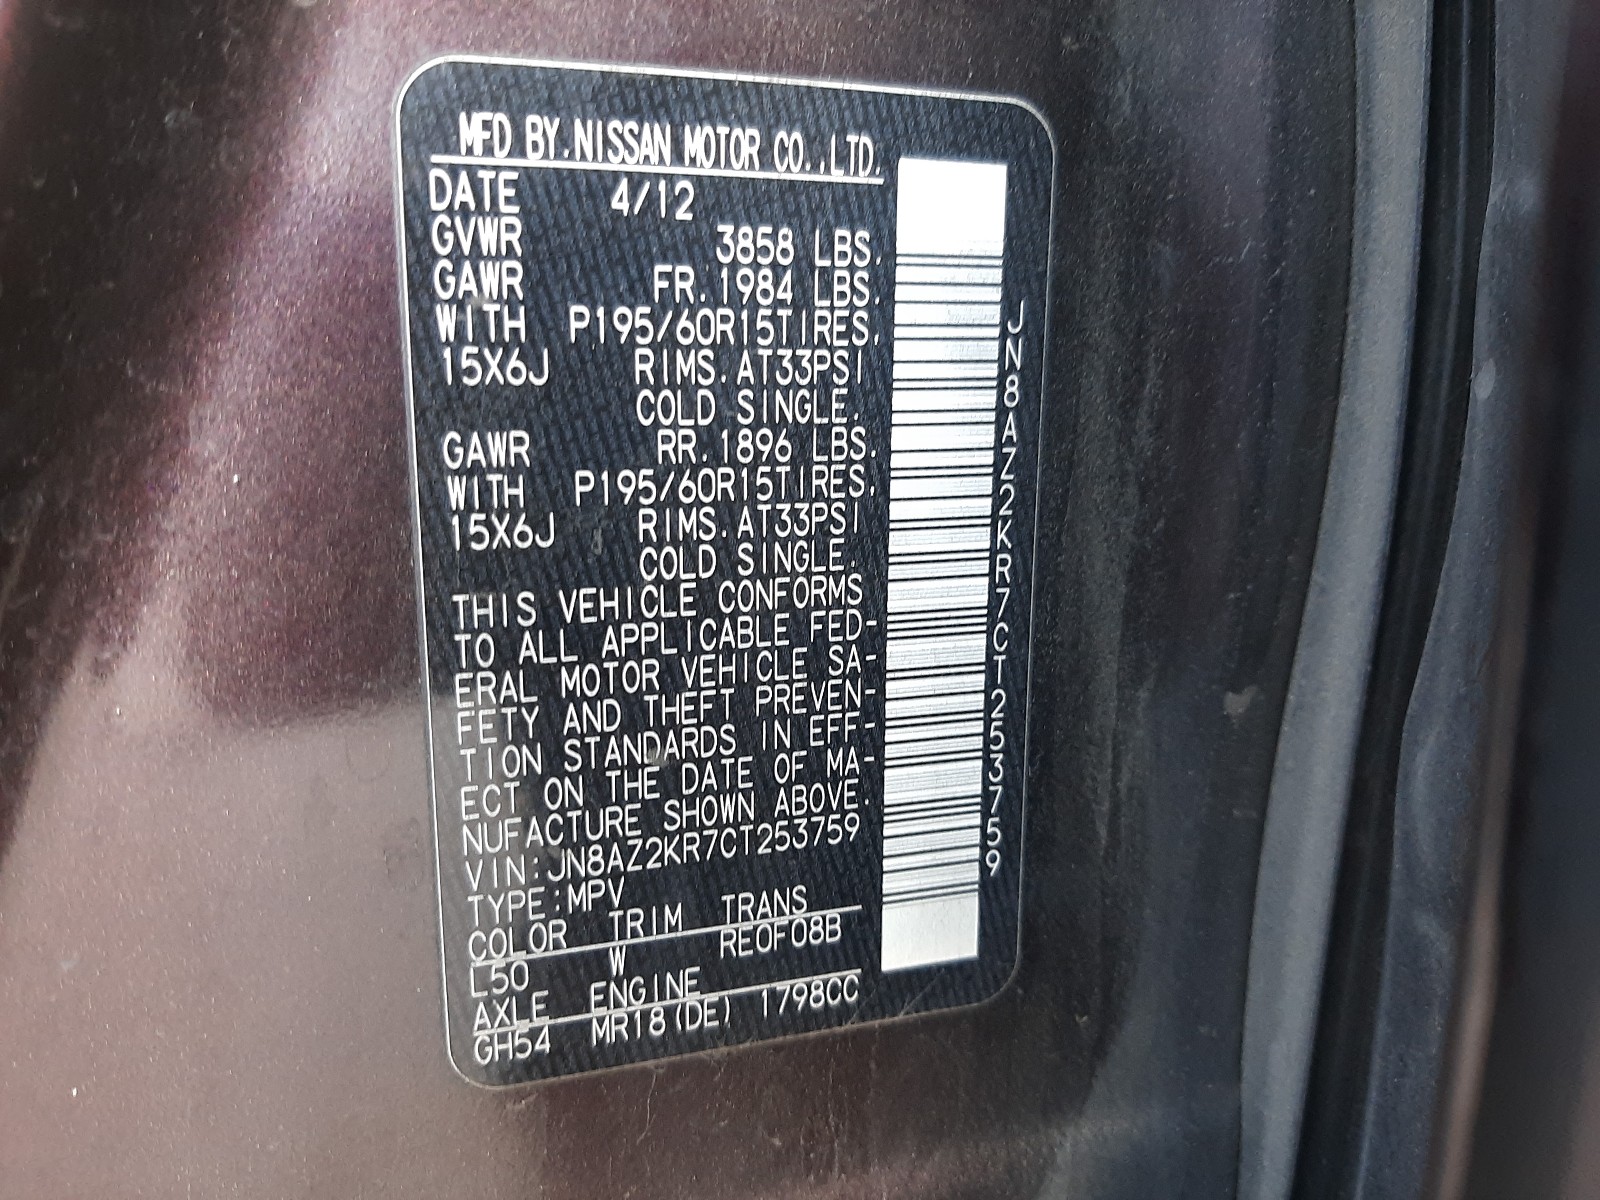 MFD BY.NISSAN MOTOR CO.,LTD.
DATE 4/12
GVWR 3858 LBS.
GAWR FR.1984 LBS.
WITH P195/60R15TIRES.
15X6J RIMS.AT33PSI
COLD SINGLE.
GAWR RR.1896 LBS.
WITH P195/60R15TIRES.
15X6J RIMS.AT33PSI
COLD SINGLE.
THIS VEHICLE CONFORMS
TO ALL APPLICABLE FED-
ERAL MOTOR VEHICLE SA-
FETY AND THEFT PREVEN-
TION STANDARDS IN EFF-
ECT ON THE DATE OF MA-
NUFACTURE SHOWN ABOVE.
VIN:JN8AZ2KR7CT253759
TYPE:MPV
COLOR TRIM TRANS
L50 W RE0F08B
AXLE ENGINE
GH54 MR18(DE) 1798CC
JN8AZ2KR7CT253759